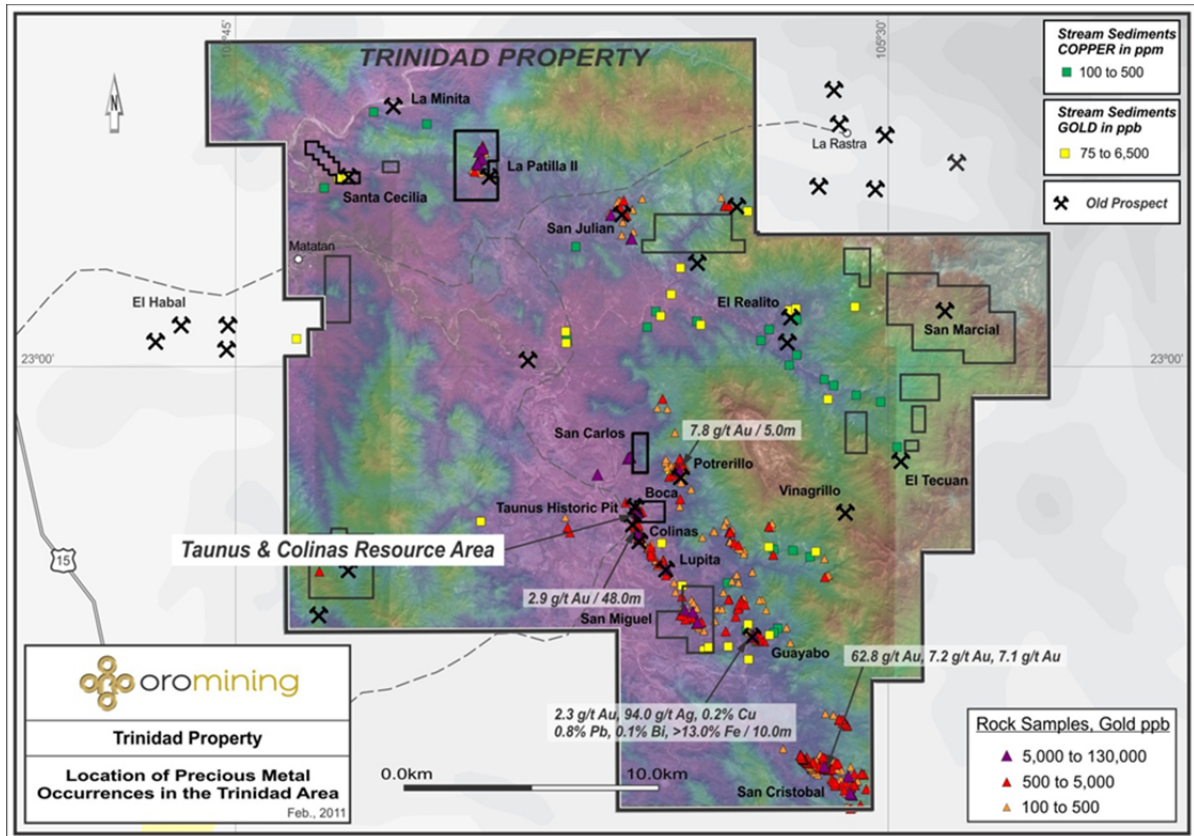 TRINIDAD PROPERTY
105º30'
Stream Sediments
COPPER in ppm
100 to 500
Stream Sediments
GOLD in ppb
75 to 6,500
Old Prospect
N
La Minita
La Rastra
La Patilla II
Santa Cecilia
San Julian
Matatan
El Habal
El Realito
San Marcial
23º00'
23º00'
San Carlos
7.8 g/t Au / 5.0m
Potrerillo
El Tecuan
Vinagrillo
Boca
Taunus Historic Pit
Colinas
Taunus & Colinas Resource Area
15
Lupita
2.9 g/t Au / 48.0m
San Miguel
Guayabo
62.8 g/t Au, 7.2 g/t Au, 7.1 g/t Au
2.3 g/t Au, 94.0 g/t Ag, 0.2% Cu
0.8% Pb, 0.1% Bi, >13.0% Fe / 10.0m
San Cristobal
0.0km
10.0km
oromining
Trinidad Property
Location of Precious Metal
Occurrences in the Trinidad Area
Feb., 2011
Rock Samples, Gold ppb
5,000 to 130,000
500 to 5,000
100 to 500